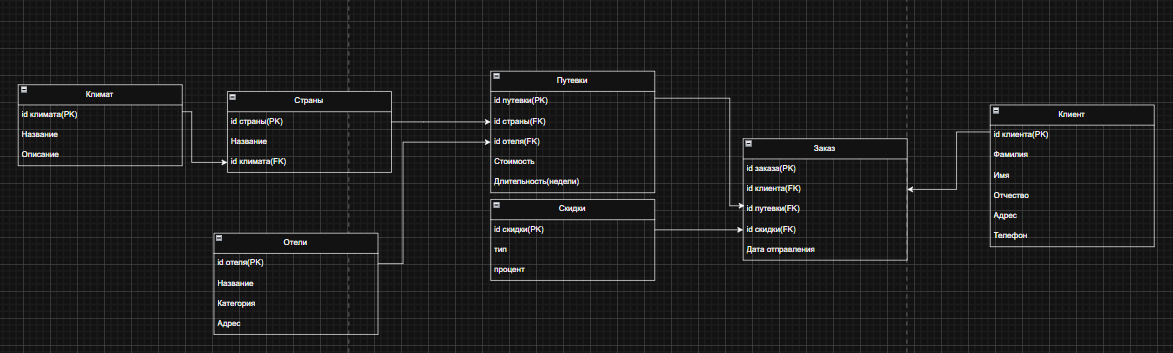 Климат
id климата(PK)
Название
Описание
Страны
id страны(PK)
Название
id климата(FK)
Отели
id отеля(PK)
Название
Категория
Адрес
Путевки
id путевки(PK)
id страны(FK)
id отеля(FK)
Стоимость
Длительность(недели)
Скидки
id скидки(PK)
тип
процент
Заказ
id заказа(PK)
id клиента(FK)
id путевки(FK)
id скидки(FK)
Дата отправления
Клиент
id клиента(PK)
Фамилия
Имя
Отчество
Адрес
Телефон